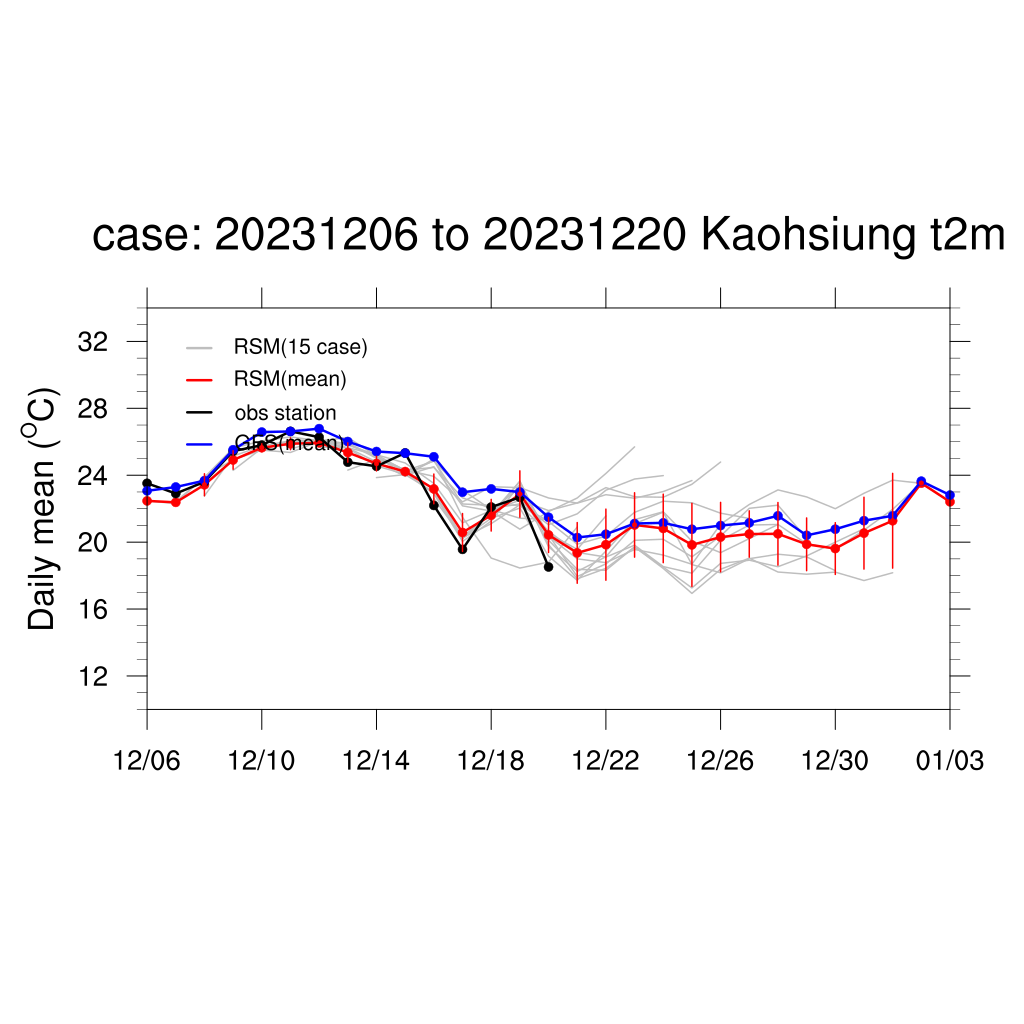 case: 20231206 to 20231220 Kaohsiung t2m
Daily mean (°C)
32
28
24
20
16
12
RSM(15 case)
RSM(mean)
obs station
GFS(mean)
12/06 12/10 12/14 12/18 12/22 12/26 12/30 01/03